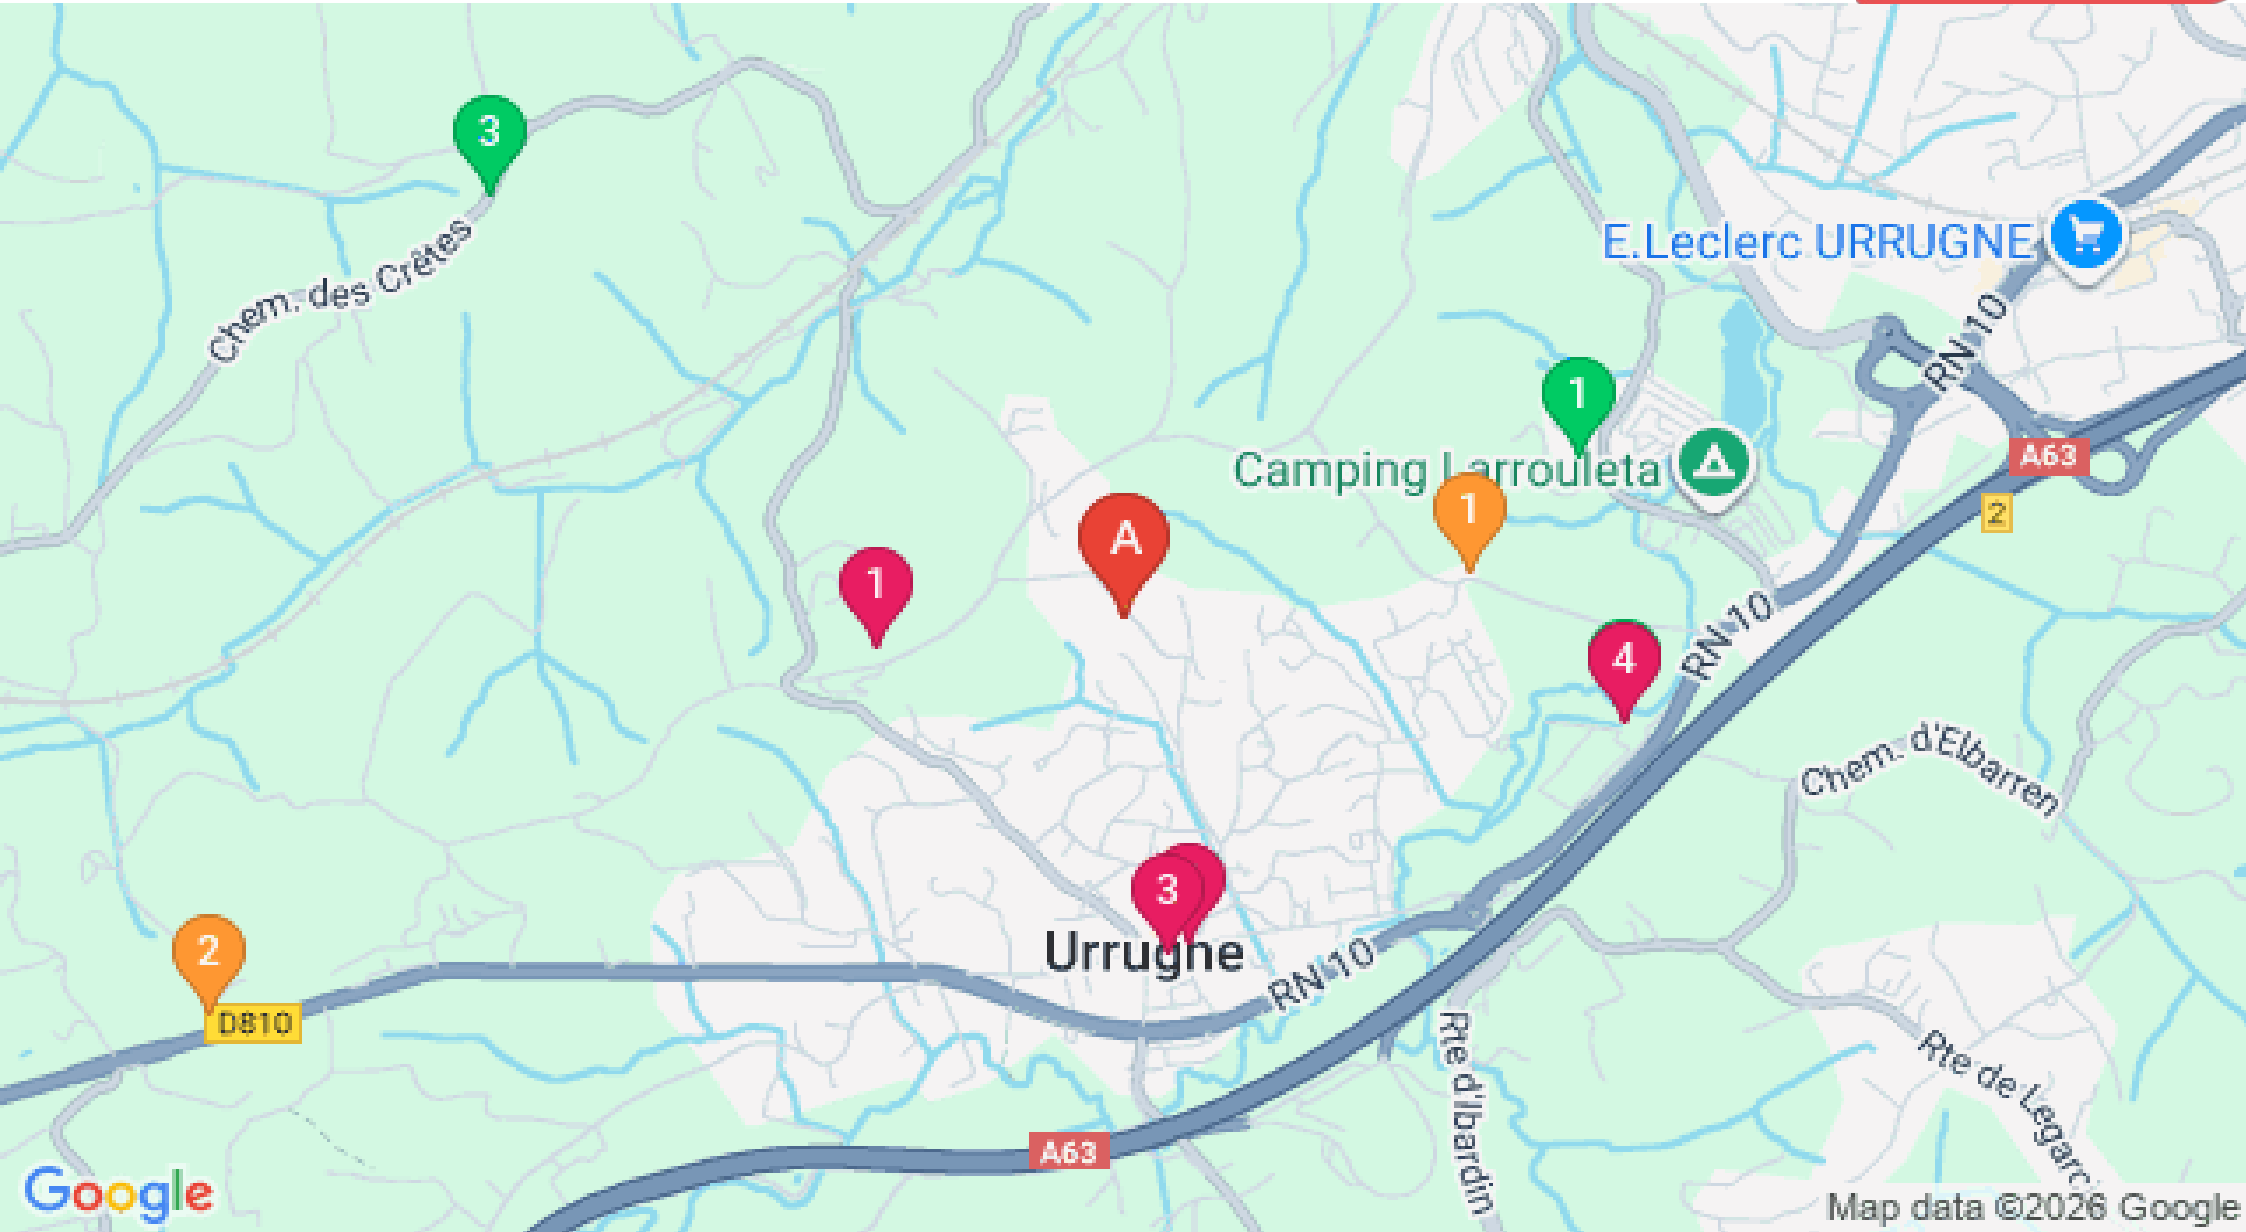 3
Chem. des Crêtes
E.Leclerc URRUGNE
RN 10
1
Camping Larrouleta
A63
2
1
A
1
RN 10
4
Chem. d'Elbarren
3
Urrugne
2
D810
RN 10
Rte d'Ibardin
Rte de Legarc
A63
Google
Map data ©2026 Google